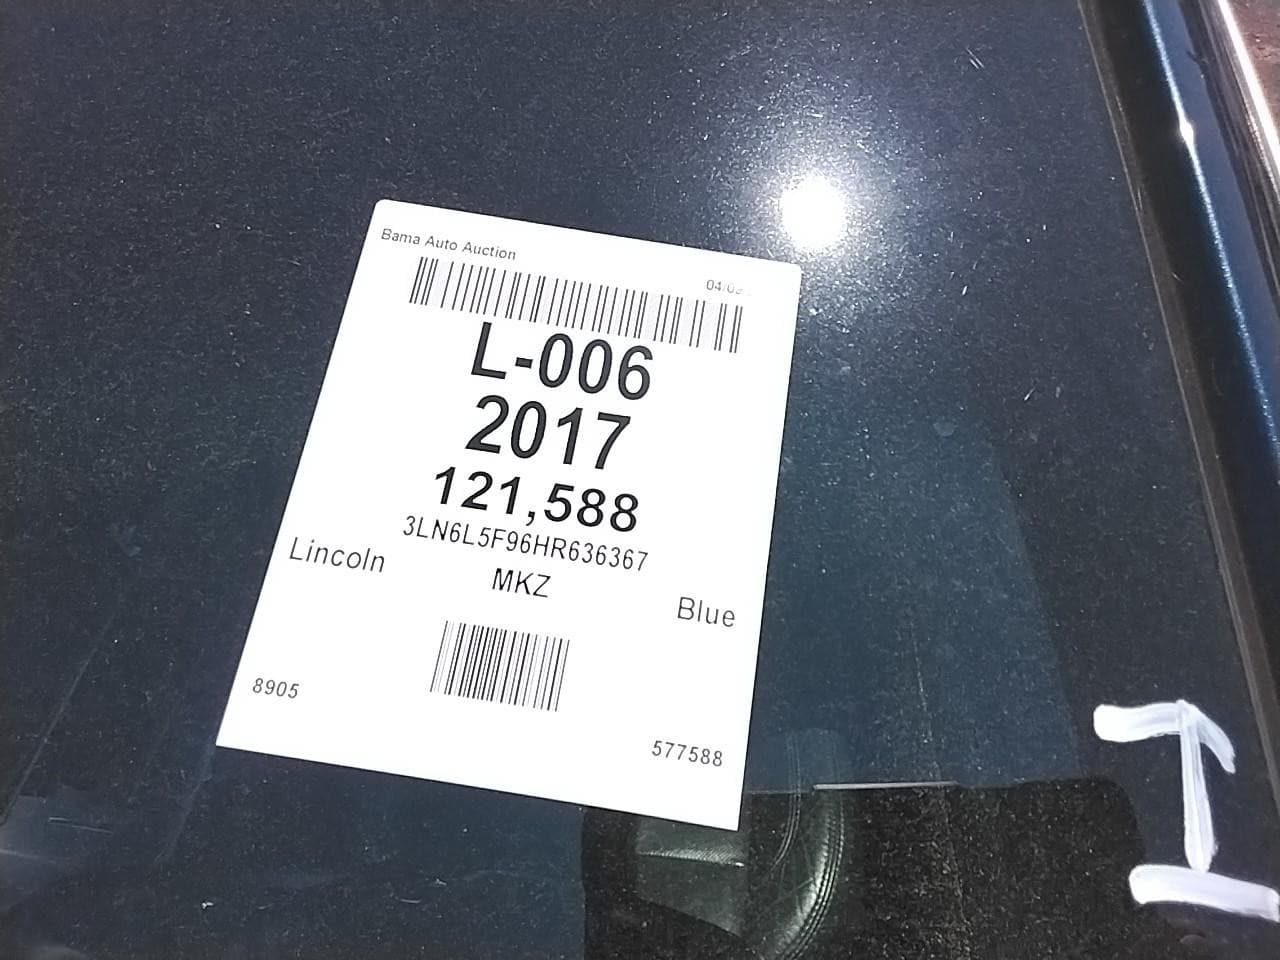 Bama Auto Auction
L-006
2017
121,588
3LN6L5F96HR636367
Lincoln MKZ Blue
8905
577588
I